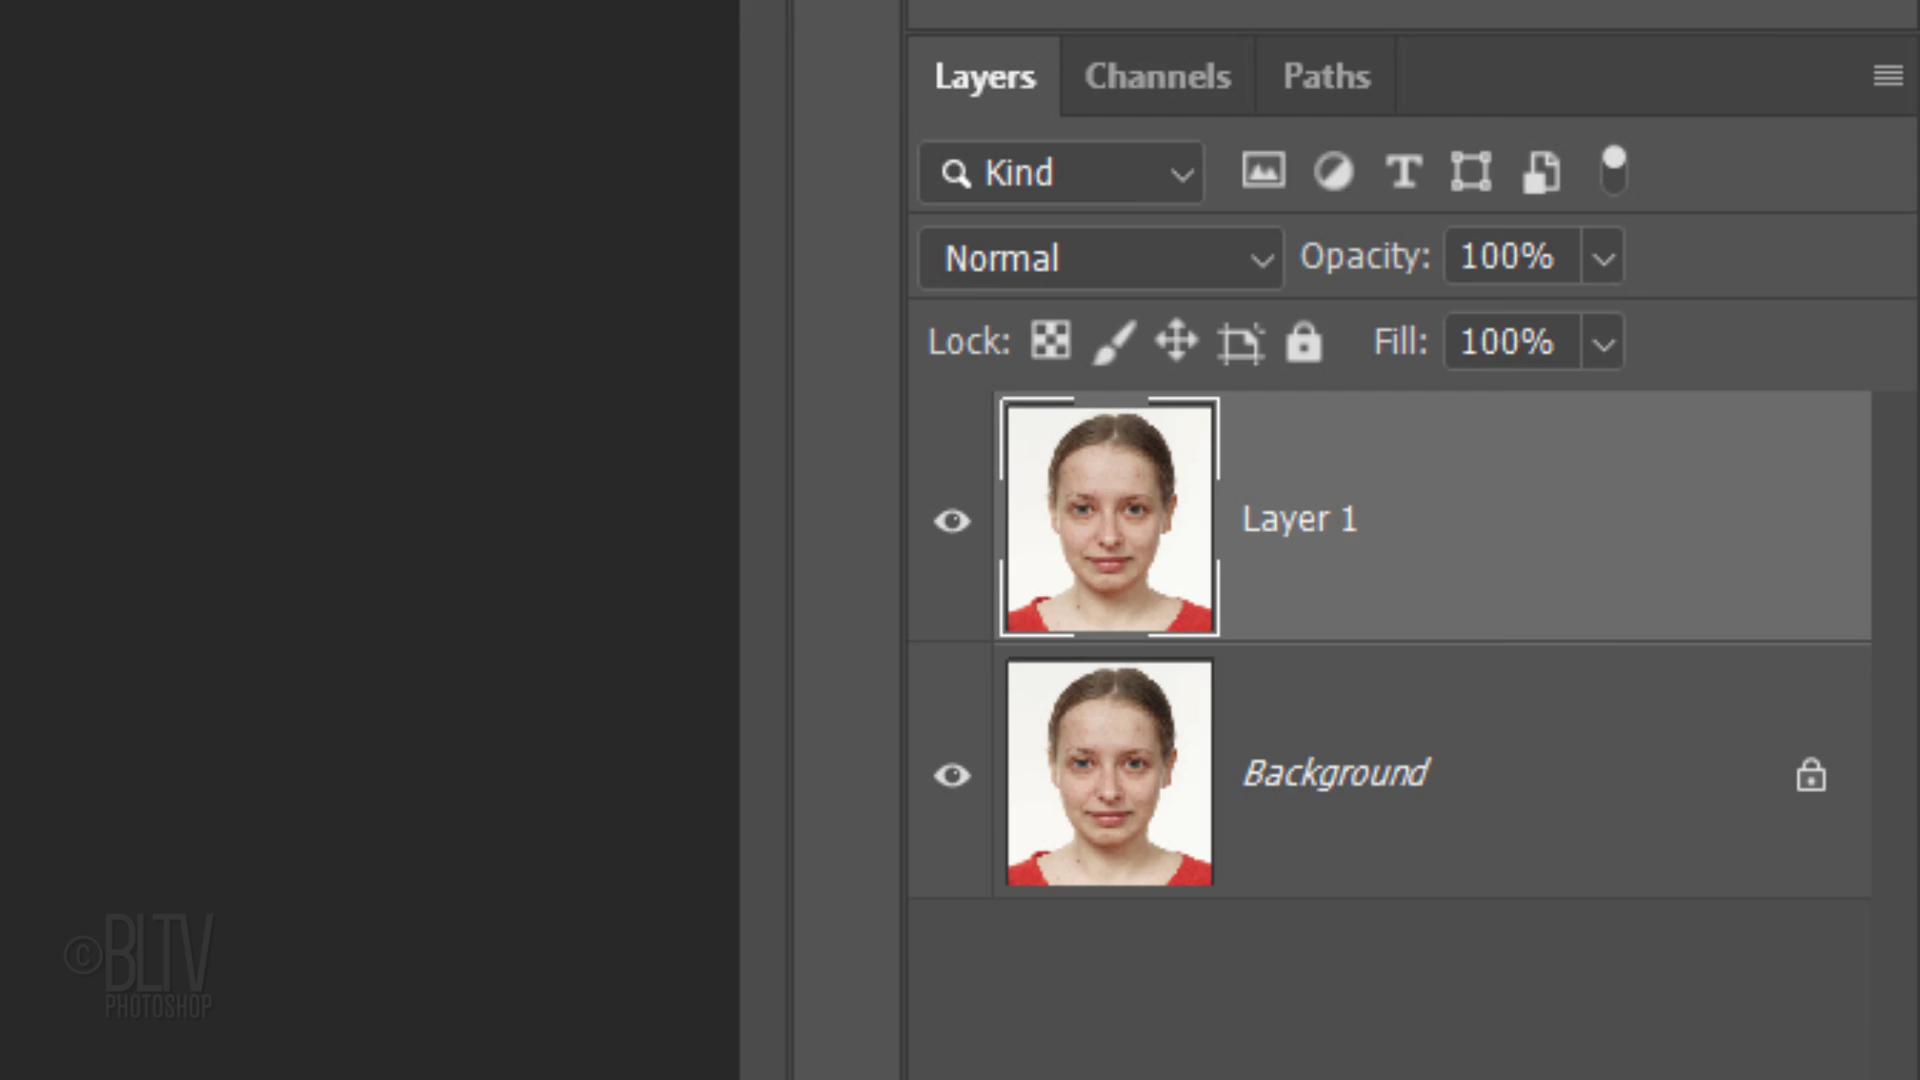 Layers Channels Paths
Kind
Normal Opacity: 100%
Lock: Fill: 100%
Layer 1
Background
©BLTV
PHOTOSHOP